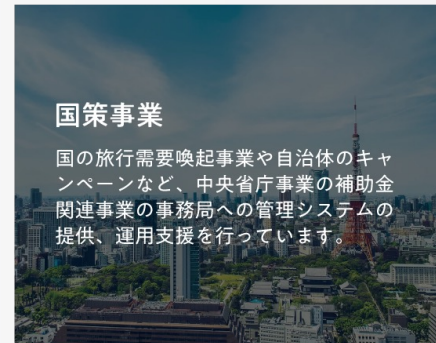 国策事業
国の旅行需要喚起事業や自治体のキャ
ンペーンなど、中央省庁事業の補助金
関連事業の事務局への管理システムの
提供、運用支援を行っています。